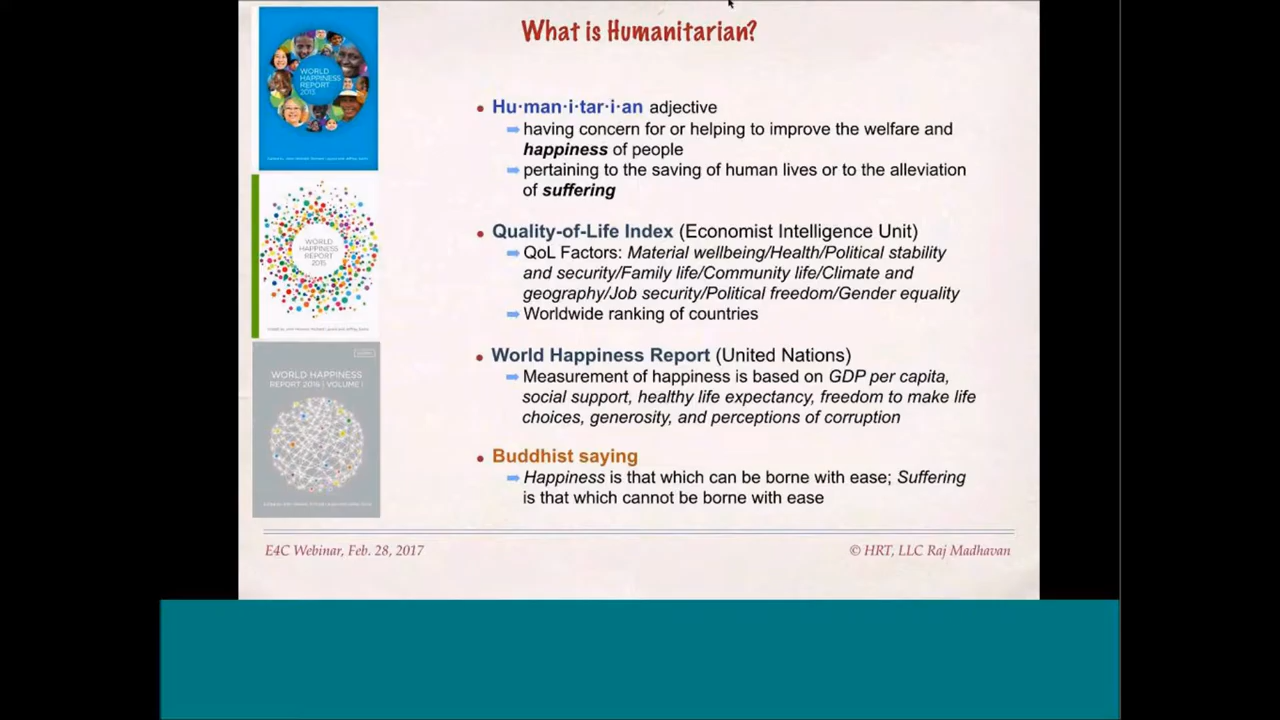 What is Humanitarian?
WORLD
HAPPINESS
REPORT
2013
WORLD
HAPPINESS
REPORT
2015
WORLD HAPPINESS
REPORT 2016 | VOLUME I
Hu·man·i·tar·i·an adjective
having concern for or helping to improve the welfare and
happiness of people
pertaining to the saving of human lives or to the alleviation
of suffering
Quality-of-Life Index (Economist Intelligence Unit)
QoL Factors: Material wellbeing/Health/Political stability
and security/Family life/Community life/Climate and
geography/Job security/Political freedom/Gender equality
Worldwide ranking of countries
World Happiness Report (United Nations)
Measurement of happiness is based on GDP per capita,
social support, healthy life expectancy, freedom to make life
choices, generosity, and perceptions of corruption
Buddhist saying
Happiness is that which can be borne with ease; Suffering
is that which cannot be borne with ease
E4C Webinar, Feb. 28, 2017
© HRT, LLC Raj Madhavan